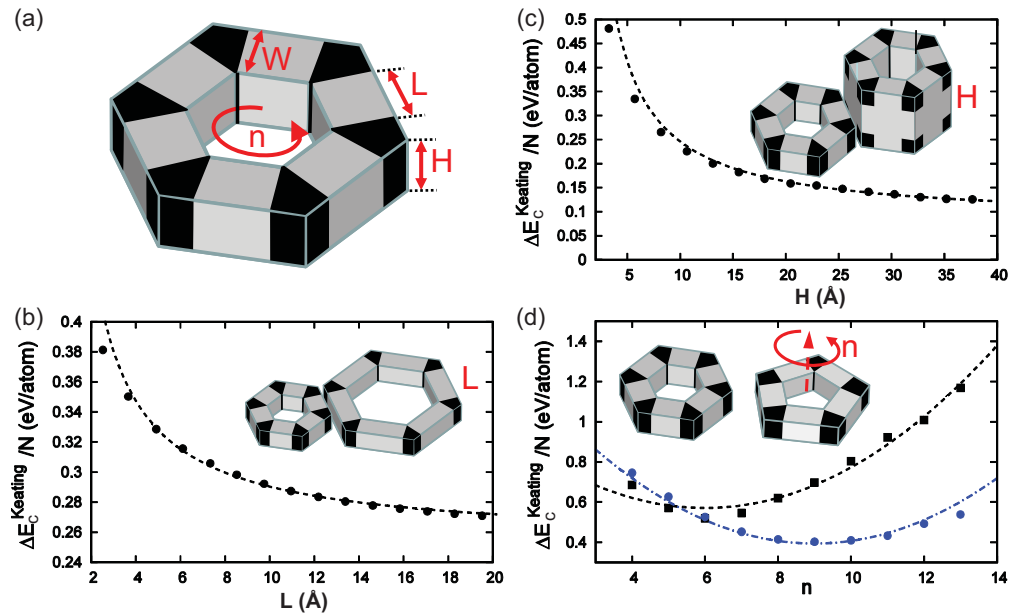 (a)
W
L
n
H
(b)
0.4
0.38
0.36
0.34
0.32
0.3
0.28
0.26
0.24
2
4
6
8
10
12
14
16
18
20
ΔE_C^Keating/N (eV/atom)
L (Å)
L
(c)
0.5
0.45
0.4
0.35
0.3
0.25
0.2
0.15
0.1
0.05
0
5
10
15
20
25
30
35
40
ΔE_C^Keating/N (eV/atom)
H (Å)
H
(d)
1.4
1.2
1
0.8
0.6
0.4
4
6
8
10
12
14
ΔE_C^Keating/N (eV/atom)
n
n